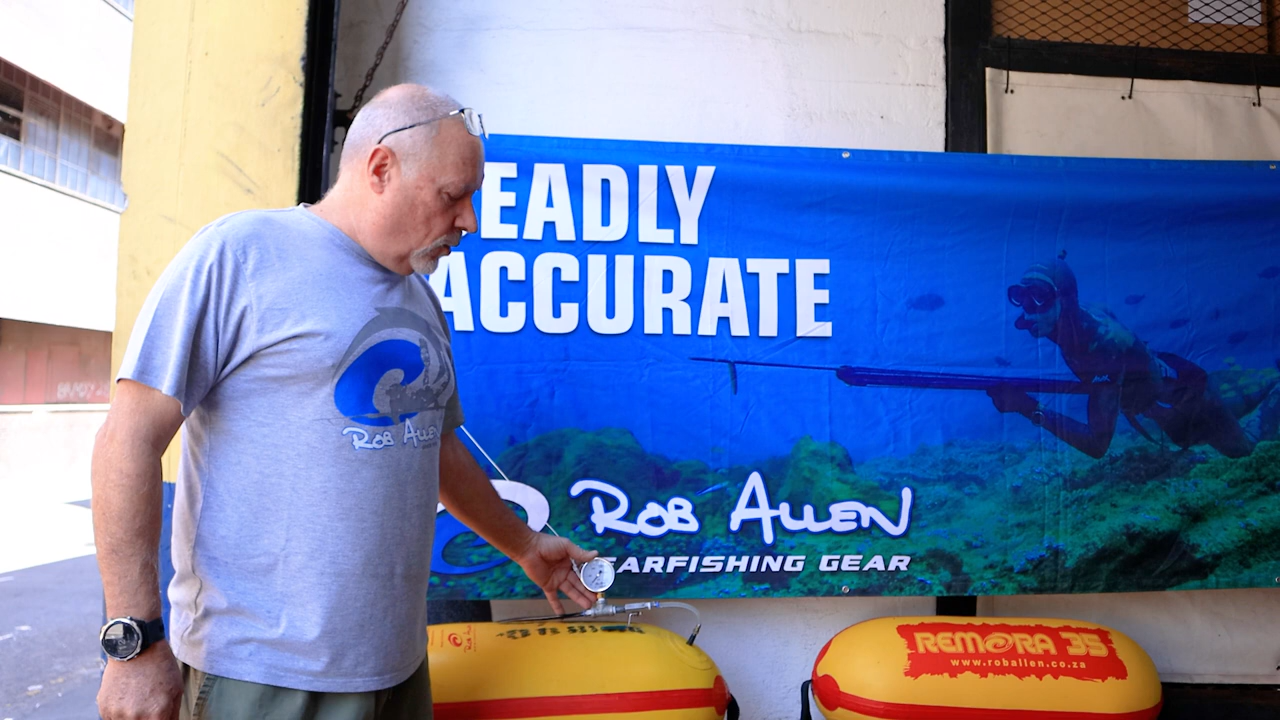 EADLY
ACCURATE
ROB ALLEN
EARFISHING GEAR
ROB ALLEN
REMORA 35
www.roballen.co.za